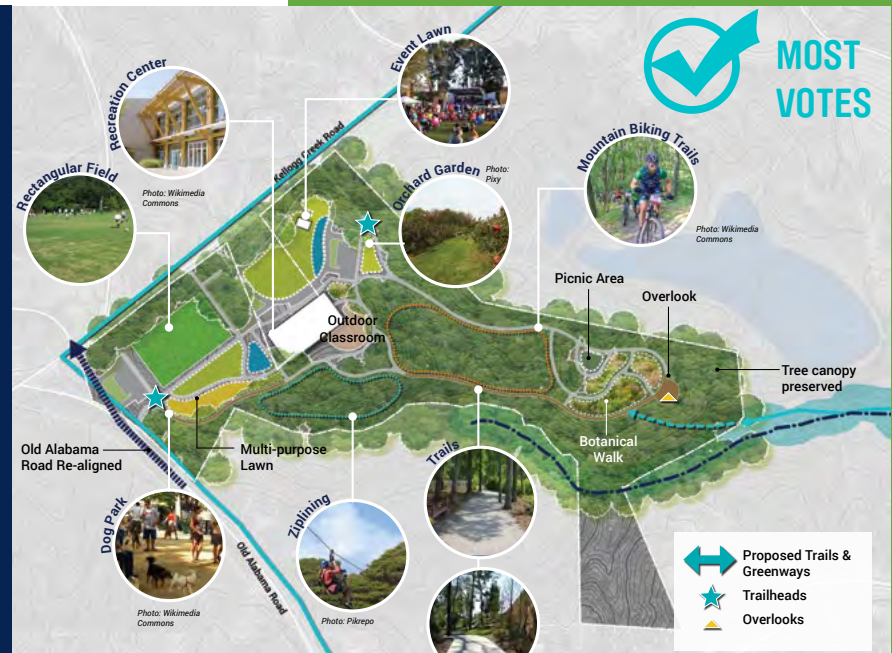 MOST
VOTES
Event Lawn
Recreation Center
Kellogg Creek Road
Mountain Biking Trails
Orchard Garden
Photo:
Pixy
Rectangular Field
Photo: Wikimedia
Commons
Photo: Wikimedia
Commons
Picnic Area
Overlook
Outdoor
Classroom
Tree canopy
preserved
Botanical
Walk
Old Alabama
Road Re-aligned
Multi-purpose
Lawn
Trails
Ziplining
Dog Park
Old Alabama Road
Photo: Wikimedia
Commons
Photo: Pikrepo
Proposed Trails &
Greenways
Trailheads
Overlooks